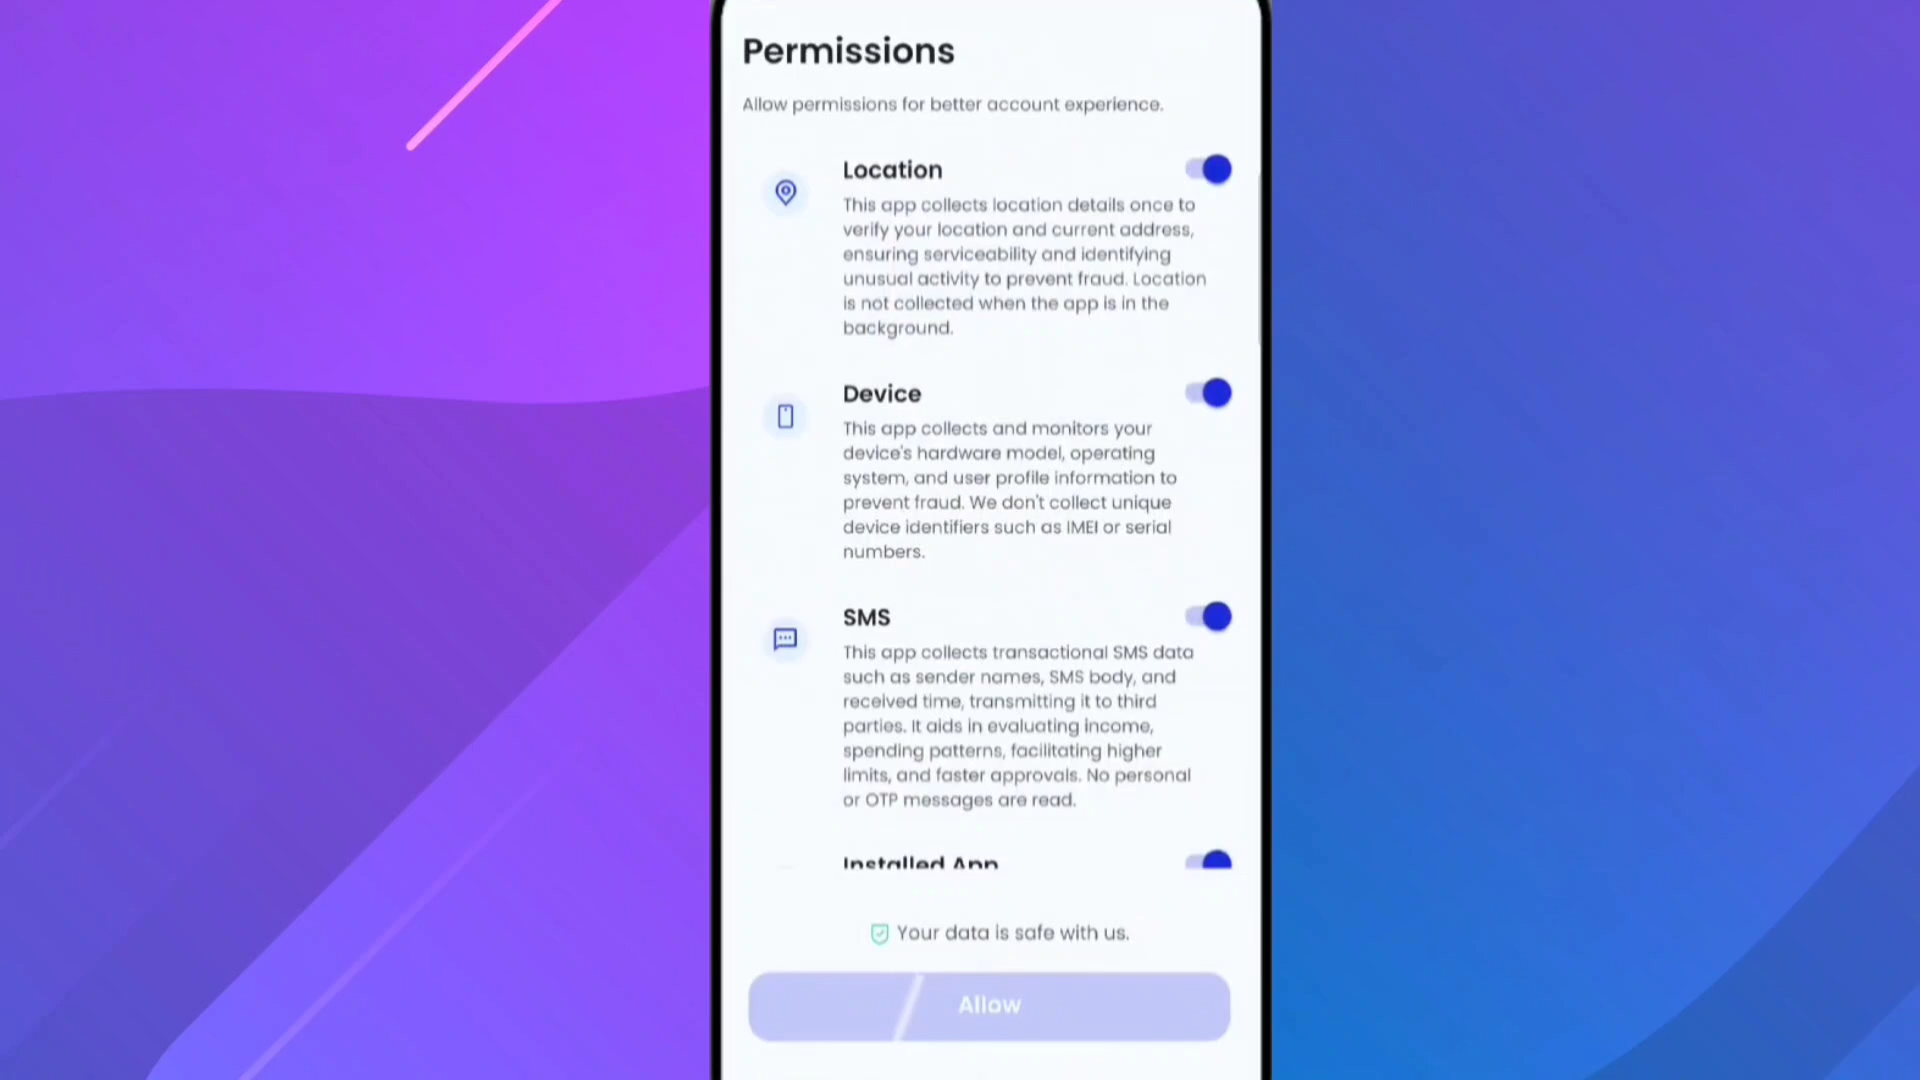 Permissions
Allow permissions for better account experience.
Location
This app collects location details once to
verify your location and current address,
ensuring serviceability and identifying
unusual activity to prevent fraud. Location
is not collected when the app is in the
background.
Device
This app collects and monitors your
device's hardware model, operating
system, and user profile information to
prevent fraud. We don't collect unique
device identifiers such as IMEI or serial
numbers.
SMS
This app collects transactional SMS data
such as sender names, SMS body, and
received time, transmitting it to third
parties. It aids in evaluating income,
spending patterns, facilitating higher
limits, and faster approvals. No personal
or OTP messages are read.
Installed App
Your data is safe with us.
Allow